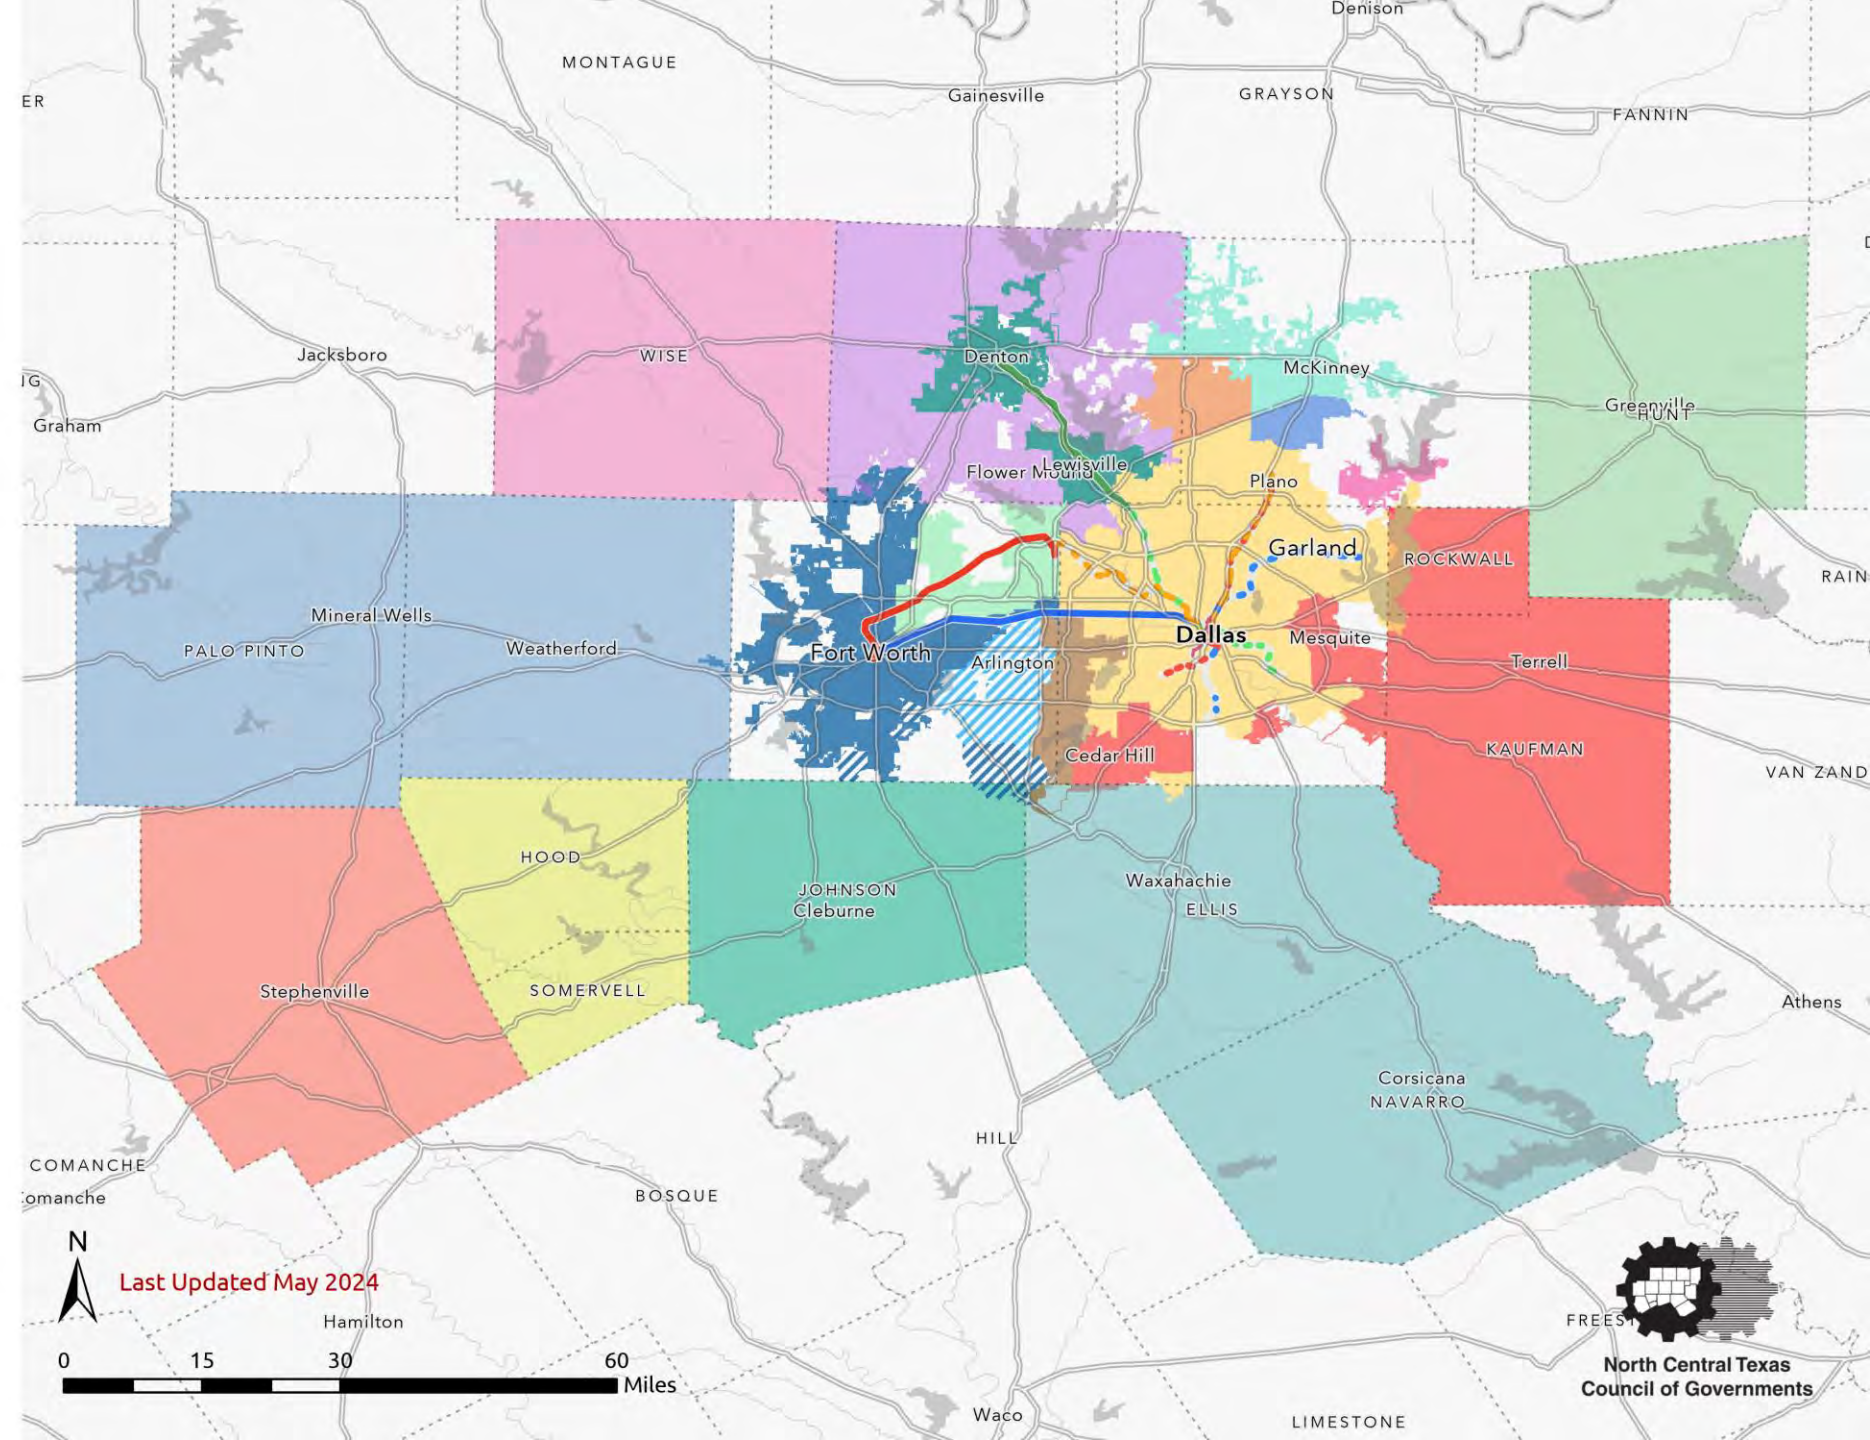 Denison
MONTAGUE
Gainesville
GRAYSON
ER
FANNIN
Jacksboro
WISE
Denton
McKinney
Graham
Greenville
HUNT
Flower Mound
Lewisville
Plano
Garland
ROCKWALL
RAIN
Mineral Wells
PALO PINTO
Weatherford
Fort Worth
Arlington
Dallas
Mesquite
Terrell
Cedar Hill
KAUFMAN
VAN ZAND
HOOD
JOHNSON
Cleburne
Waxahachie
ELLIS
Stephenville
SOMERVELL
Athens
Corsicana
NAVARRO
HILL
COMANCHE
omanche
BOSQUE
N
Last Updated May 2024
Hamilton
FREEST
0 15 30 60
Miles
North Central Texas
Council of Governments
Waco
LIMESTONE